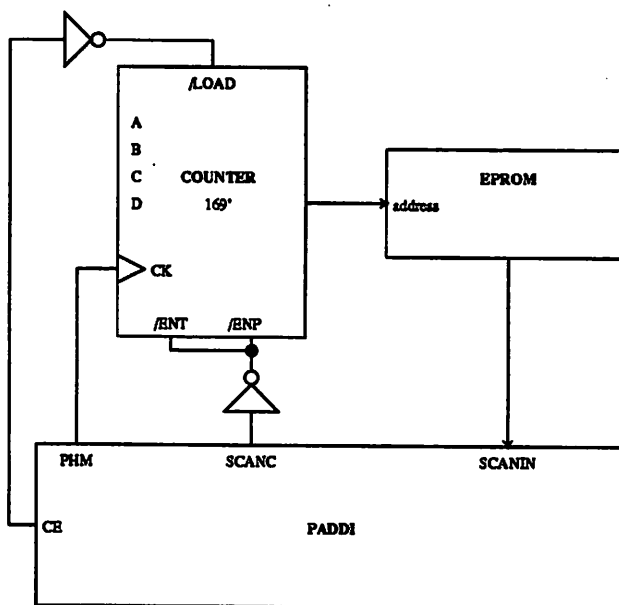 /LOAD
A
B
C
D
COUNTER
169'
CK
/ENT
/ENP
EPROM
address
PHM
SCANC
SCANIN
CE
PADDI